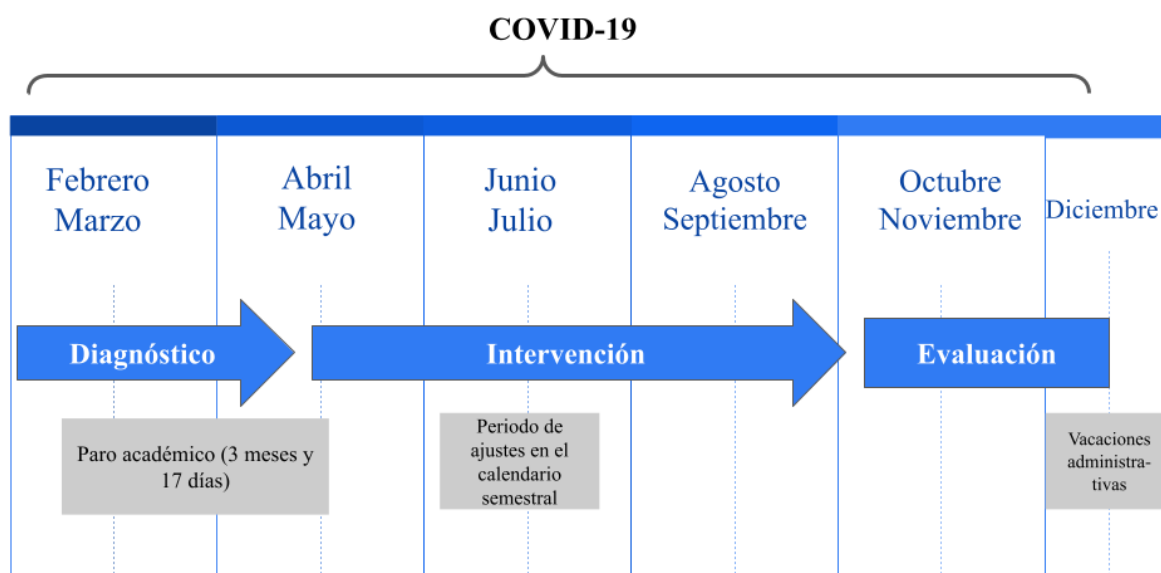 COVID-19
Febrero
Marzo
Abril
Mayo
Junio
Julio
Agosto
Septiembre
Octubre
Noviembre
Diciembre
Diagnóstico
Intervención
Evaluación
Paro académico (3 meses y
17 días)
Periodo de
ajustes en el
calendario
semestral
Vacaciones
administra-
tivas